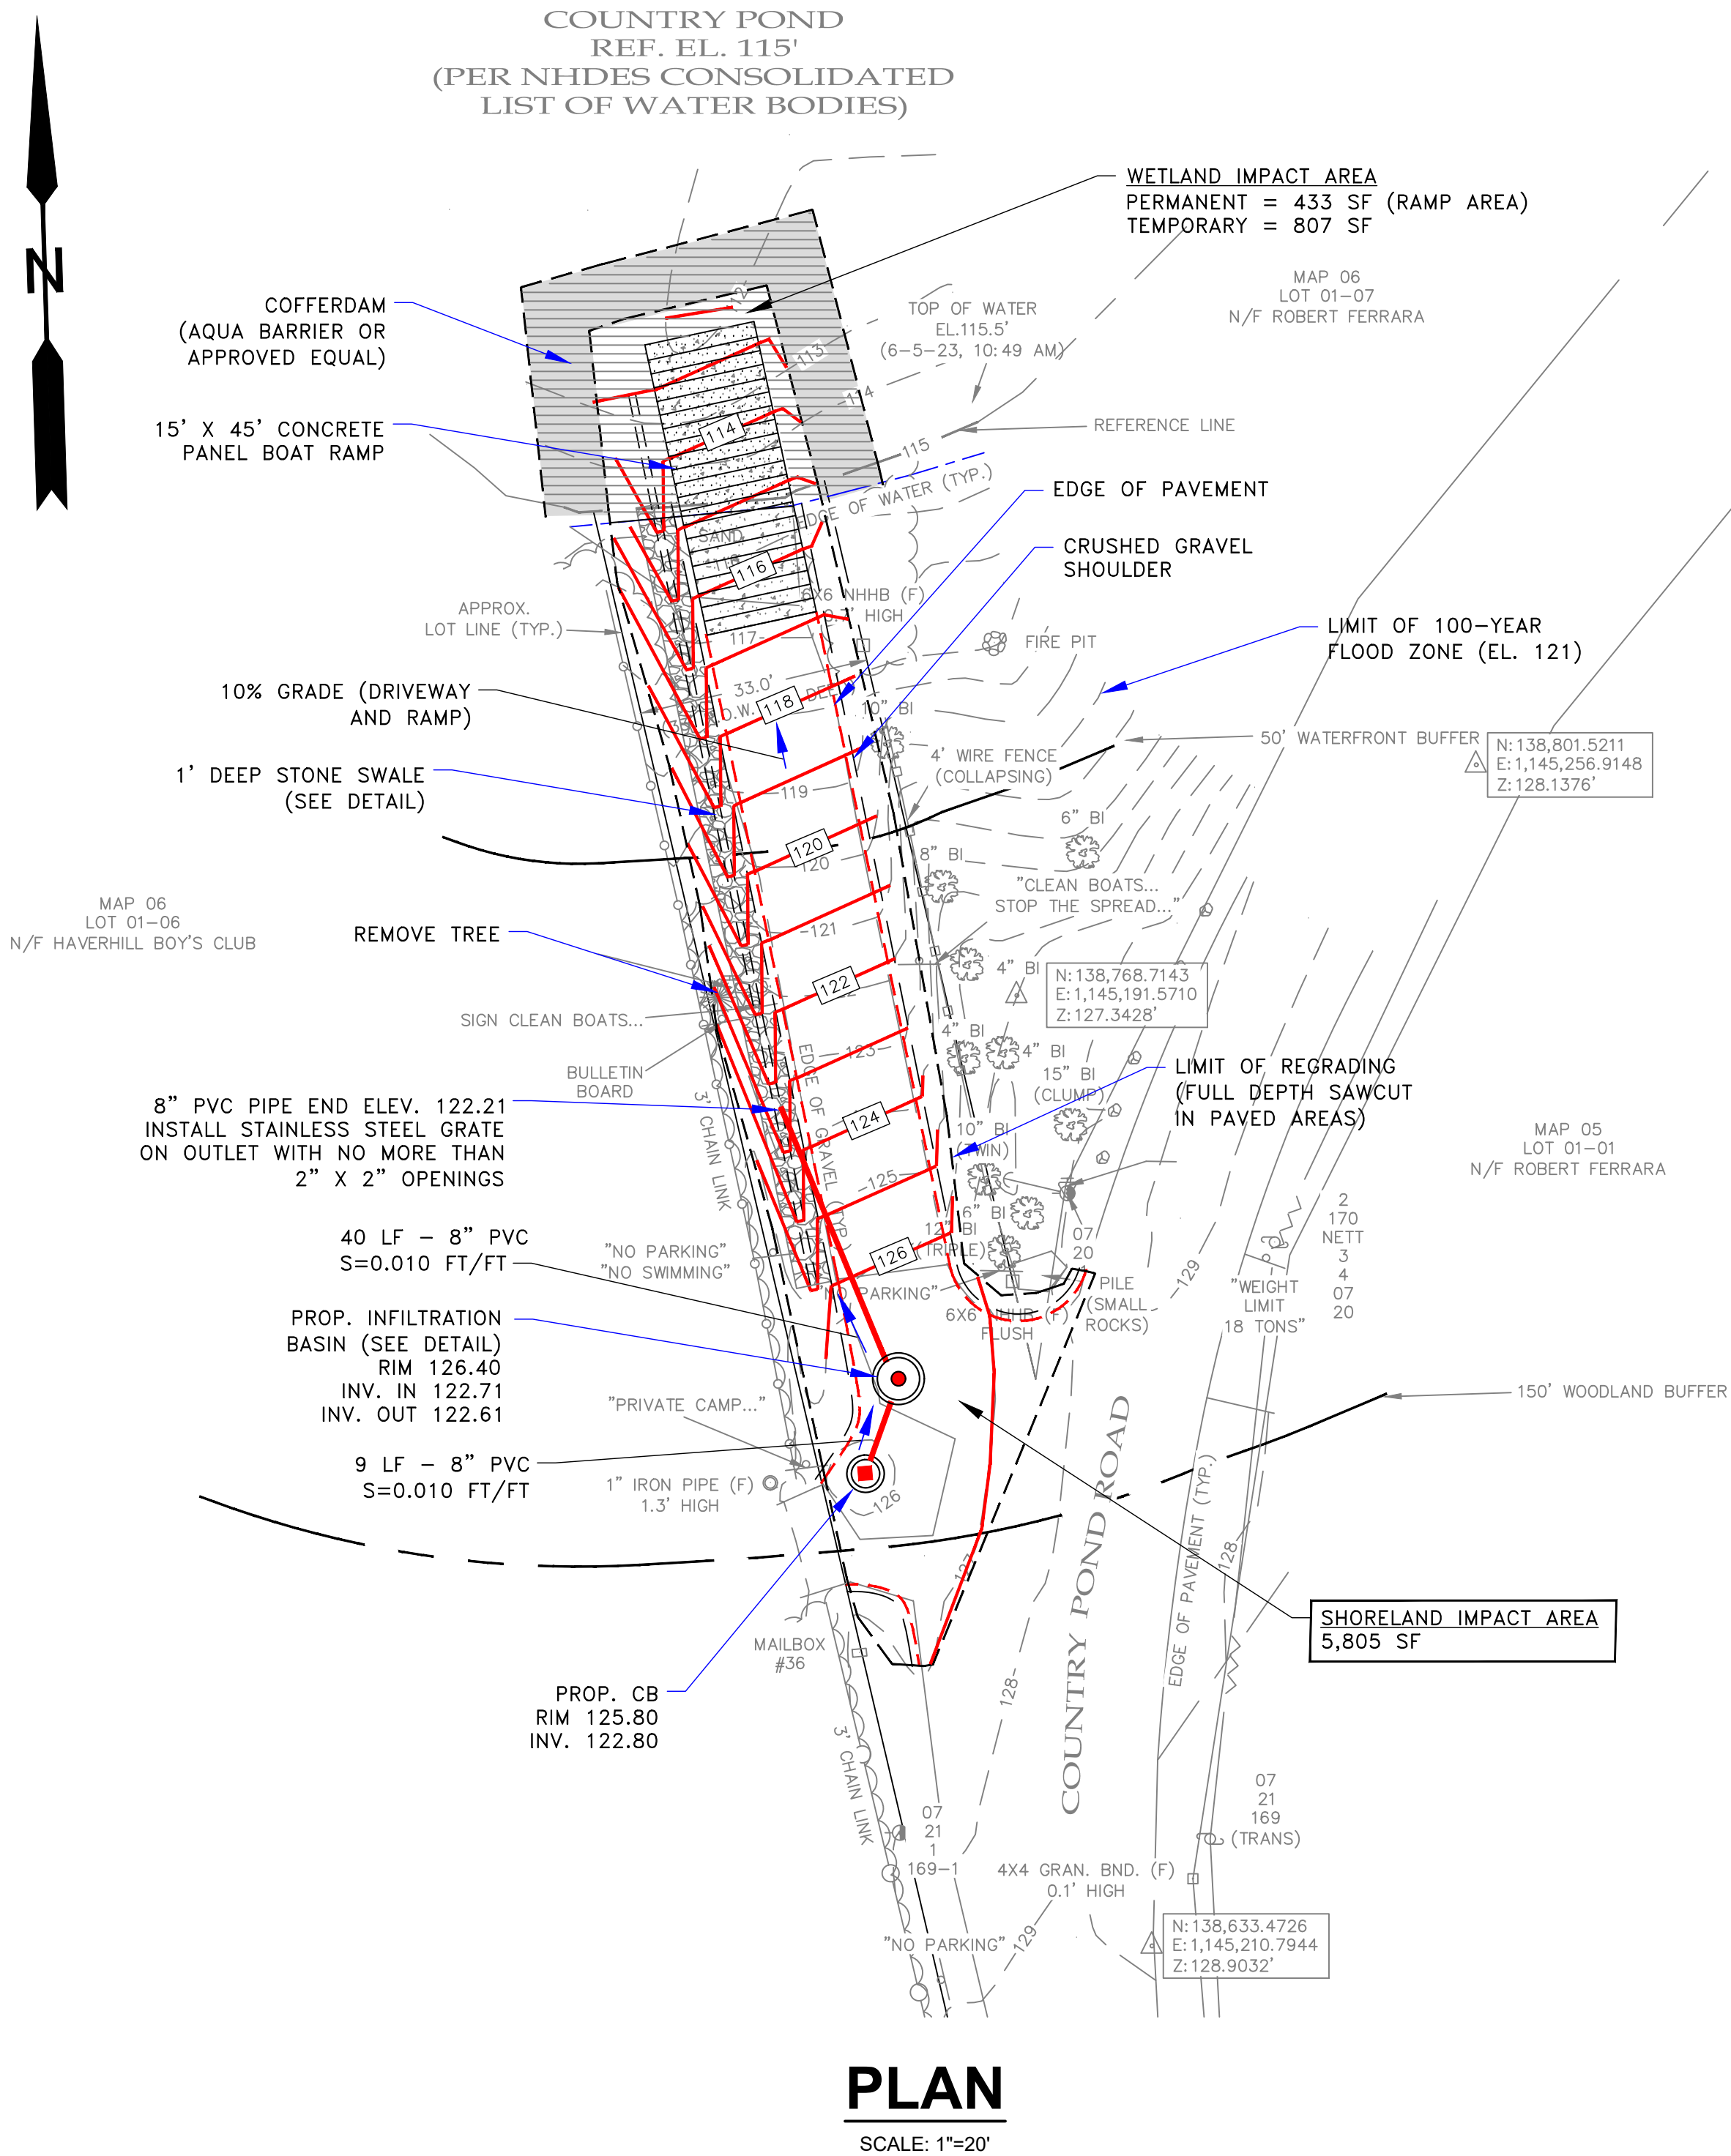 COUNTRY POND
REF. EL. 115'
(PER NHDES CONSOLIDATED
LIST OF WATER BODIES)
N
WETLAND IMPACT AREA
PERMANENT = 433 SF (RAMP AREA)
TEMPORARY = 807 SF
MAP 06
LOT 01-07
N/F ROBERT FERRARA
COFFERDAM
(AQUA BARRIER OR
APPROVED EQUAL)
TOP OF WATER
EL.115.5'
(6-5-23, 10:49 AM)
113
114
15' X 45' CONCRETE
PANEL BOAT RAMP
114
REFERENCE LINE
115
EDGE OF WATER (TYP.)
EDGE OF PAVEMENT
SAND
116
CRUSHED GRAVEL
SHOULDER
6X6 NHHB (F)
HIGH
APPROX.
LOT LINE (TYP.)
117
FIRE PIT
LIMIT OF 100-YEAR
FLOOD ZONE (EL. 121)
10% GRADE (DRIVEWAY
AND RAMP)
33.0'
118
10" BI
50' WATERFRONT BUFFER
N:138,801.5211
E:1,145,256.9148
Z:128.1376'
4' WIRE FENCE
(COLLAPSING)
1' DEEP STONE SWALE
(SEE DETAIL)
119
6" BI
120
120
8" BI
"CLEAN BOATS...
STOP THE SPREAD..."
MAP 06
LOT 01-06
N/F HAVERHILL BOY'S CLUB
REMOVE TREE
121
4" BI
N:138,768.7143
E:1,145,191.5710
Z:127.3428'
122
SIGN CLEAN BOATS...
4" BI
4" BI
123
BULLETIN
BOARD
15" BI
(CLUMP)
LIMIT OF REGRADING
(FULL DEPTH SAWCUT
IN PAVED AREAS)
EDGE OF GRAVEL (TYP.)
3' CHAIN LINK
8" PVC PIPE END ELEV. 122.21
INSTALL STAINLESS STEEL GRATE
ON OUTLET WITH NO MORE THAN
2" X 2" OPENINGS
124
10" BI
(TWIN)
MAP 05
LOT 01-01
N/F ROBERT FERRARA
125
6" BI
12" BI
(TRIPLE)
07
20
1
2
170
NETT
3
4
07
20
40 LF - 8" PVC
S=0.010 FT/FT
"NO PARKING"
"NO SWIMMING"
126
"NO PARKING"
PILE
(SMALL
ROCKS)
129
"WEIGHT
LIMIT
18 TONS"
6X6 NHHB (F)
FLUSH
PROP. INFILTRATION
BASIN (SEE DETAIL)
RIM 126.40
INV. IN 122.71
INV. OUT 122.61
"PRIVATE CAMP..."
150' WOODLAND BUFFER
9 LF - 8" PVC
S=0.010 FT/FT
1" IRON PIPE (F)
1.3' HIGH
126
127
128
COUNTRY POND ROAD
EDGE OF PAVEMENT (TYP.)
SHORELAND IMPACT AREA
5,805 SF
MAILBOX
#36
128
PROP. CB
RIM 125.80
INV. 122.80
3' CHAIN LINK
07
21
1
169-1
07
21
169
(TRANS)
4X4 GRAN. BND. (F)
0.1' HIGH
"NO PARKING"
129
N:138,633.4726
E:1,145,210.7944
Z:128.9032'
PLAN
SCALE: 1"=20'